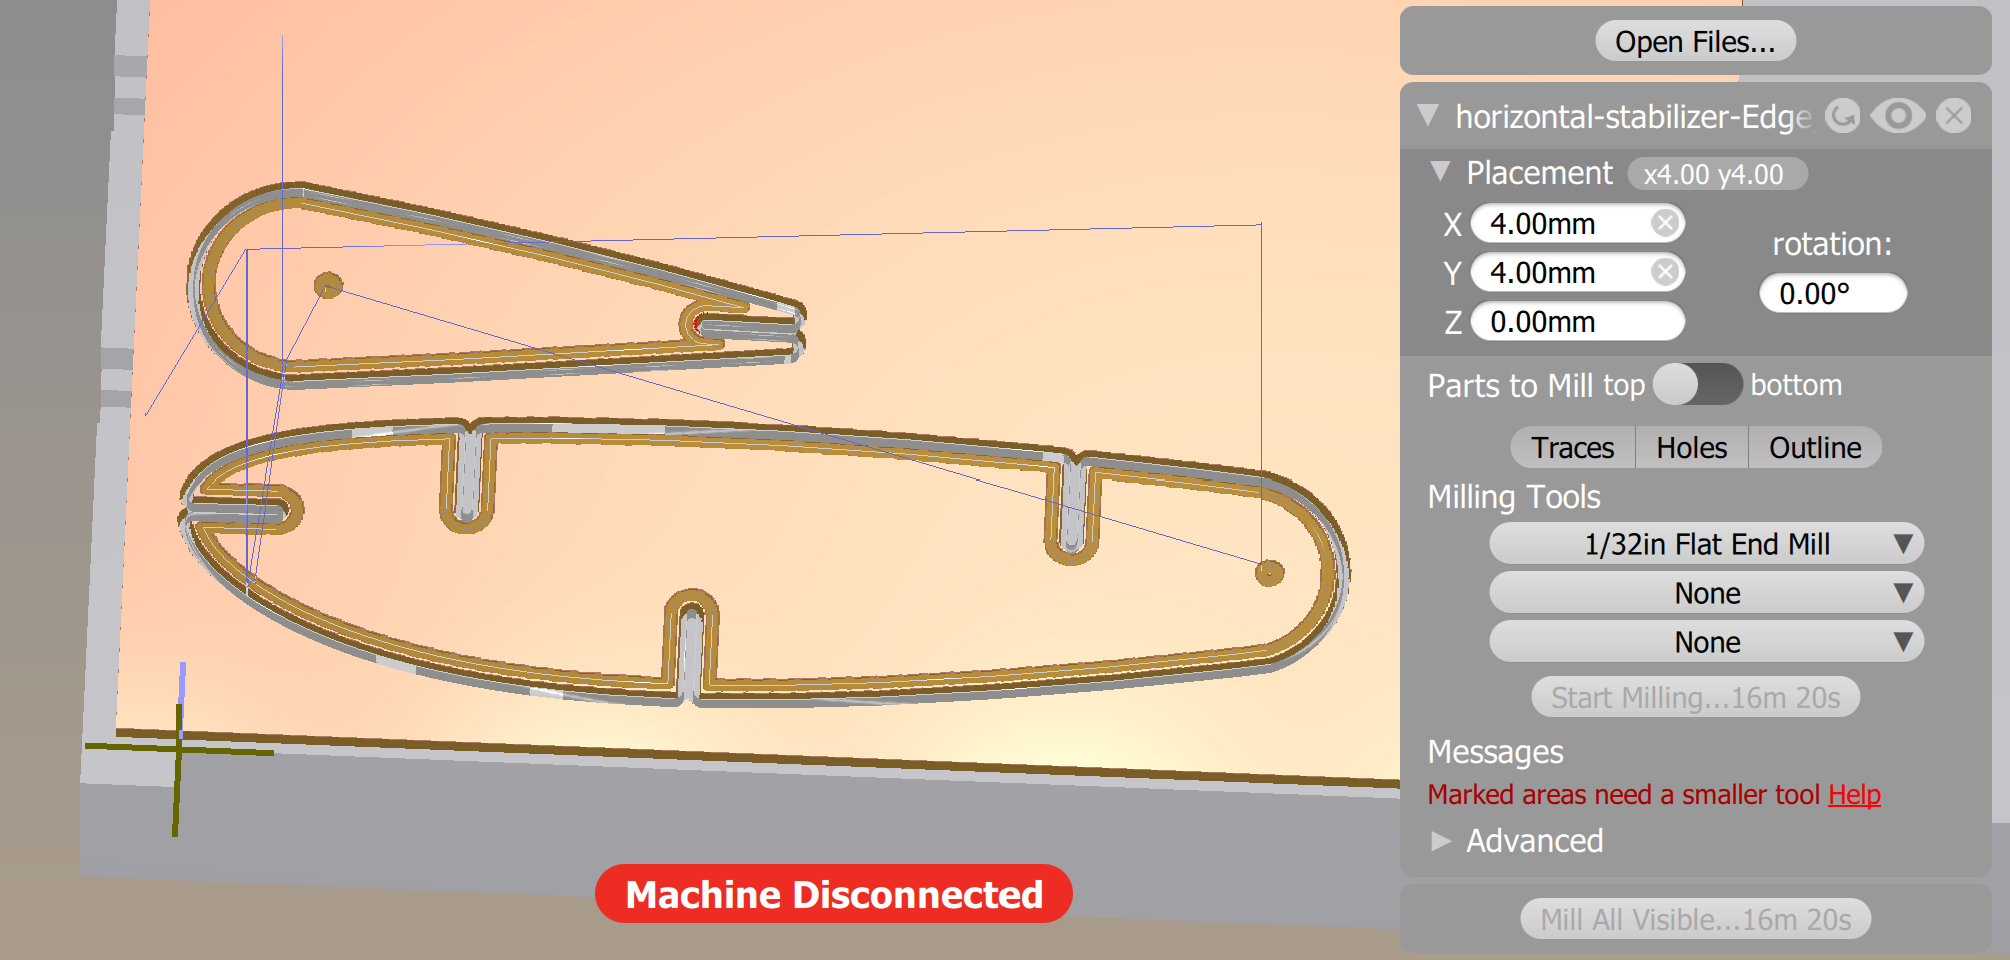 Open Files...
horizontal-stabilizer-Edge
Placement x4.00 y4.00
X 4.00mm
rotation:
Y 4.00mm
0.00°
Z 0.00mm
Parts to Mill top bottom
Traces Holes Outline
Milling Tools
1/32in Flat End Mill
None
None
Start Milling...16m 20s
Messages
Marked areas need a smaller tool Help
Advanced
Machine Disconnected
Mill All Visible...16m 20s